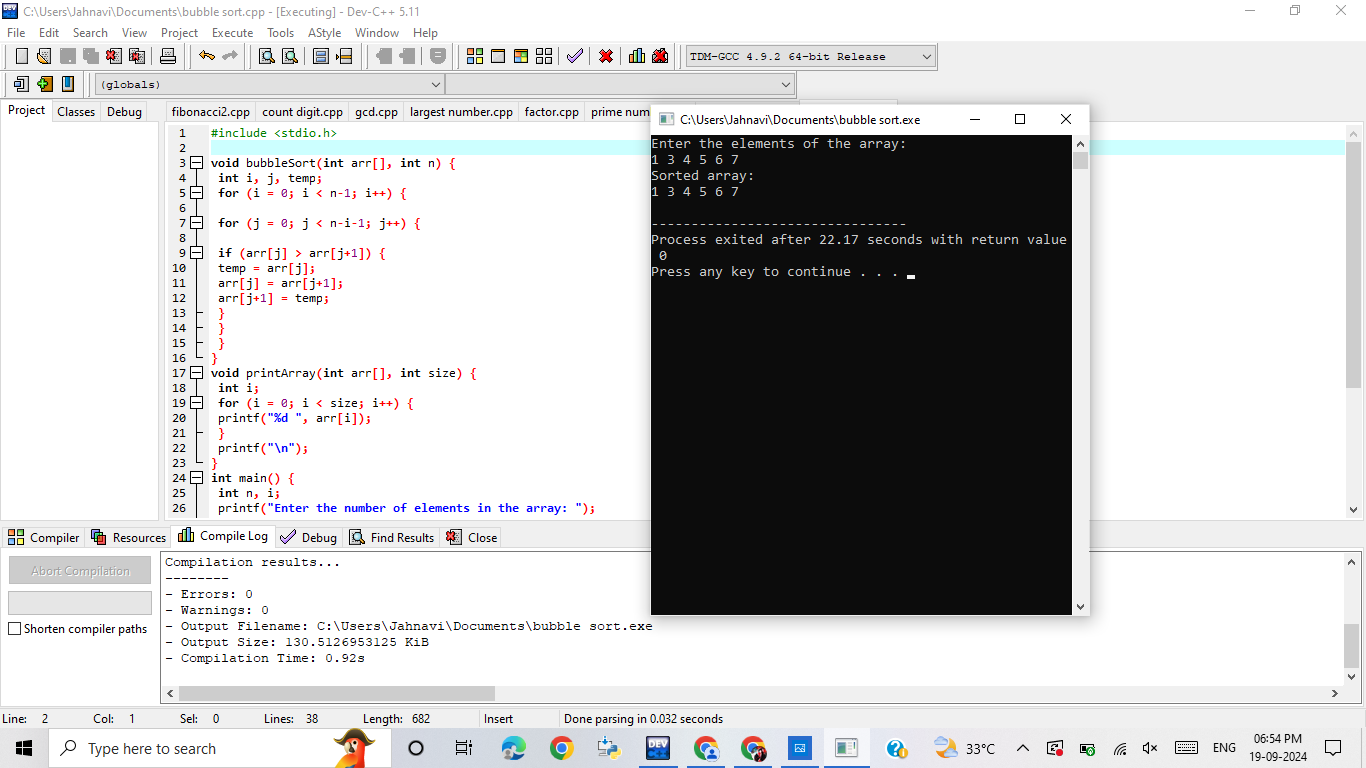 C:\Users\Jahnavi\Documents\bubble sort.cpp - [Executing] - Dev-C++ 5.11
File Edit Search View Project Execute Tools AStyle Window Help
TDM-GCC 4.9.2 64-bit Release
(globals)
Project Classes Debug
fibonacci2.cpp count digit.cpp gcd.cpp largest number.cpp factor.cpp prime num
1 #include <stdio.h>
2
3 void bubbleSort(int arr[], int n) {
4 int i, j, temp;
5 for (i = 0; i < n-1; i++) {
6
7 for (j = 0; j < n-i-1; j++) {
8
9 if (arr[j] > arr[j+1]) {
10 temp = arr[j];
11 arr[j] = arr[j+1];
12 arr[j+1] = temp;
13 }
14 }
15 }
16 }
17 void printArray(int arr[], int size) {
18 int i;
19 for (i = 0; i < size; i++) {
20 printf("%d ", arr[i]);
21 }
22 printf("\n");
23 }
24 int main() {
25 int n, i;
26 printf("Enter the number of elements in the array: ");
C:\Users\Jahnavi\Documents\bubble sort.exe
Enter the elements of the array:
1 3 4 5 6 7
Sorted array:
1 3 4 5 6 7
--------------------------------
Process exited after 22.17 seconds with return value
0
Press any key to continue . . .
Compiler Resources Compile Log Debug Find Results Close
Abort Compilation
Shorten compiler paths
Compilation results...
--------
- Errors: 0
- Warnings: 0
- Output Filename: C:\Users\Jahnavi\Documents\bubble sort.exe
- Output Size: 130.5126953125 KiB
- Compilation Time: 0.92s
Line: 2 Col: 1 Sel: 0 Lines: 38 Length: 682 Insert Done parsing in 0.032 seconds
Type here to search
DEV
33°C
ENG
06:54 PM
19-09-2024